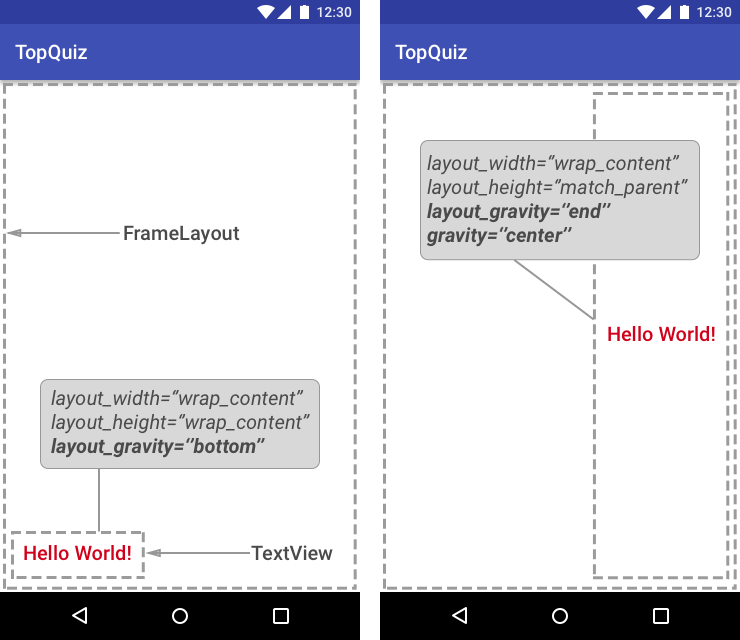 12:30
TopQuiz
FrameLayout
layout_width=“wrap_content”
layout_height=“wrap_content”
layout_gravity=“bottom”
Hello World!
TextView
12:30
TopQuiz
layout_width=“wrap_content”
layout_height=“match_parent”
layout_gravity=“end”
gravity=“center”
Hello World!